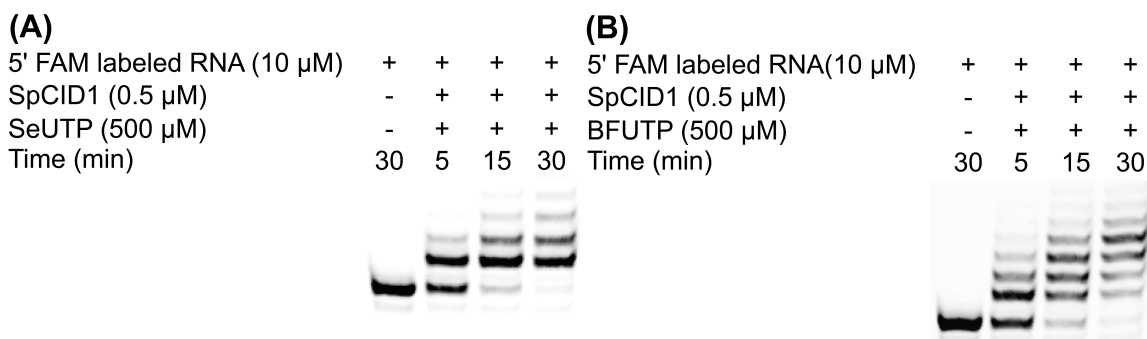 (A)
5' FAM labeled RNA (10 µM) + + + +
SpCID1 (0.5 µM) - + + +
SeUTP (500 µM) - + + +
Time (min) 30 5 15 30
(B)
5' FAM labeled RNA(10 µM) + + + +
SpCID1 (0.5 µM) - + + +
BFUTP (500 µM) - + + +
Time (min) 30 5 15 30